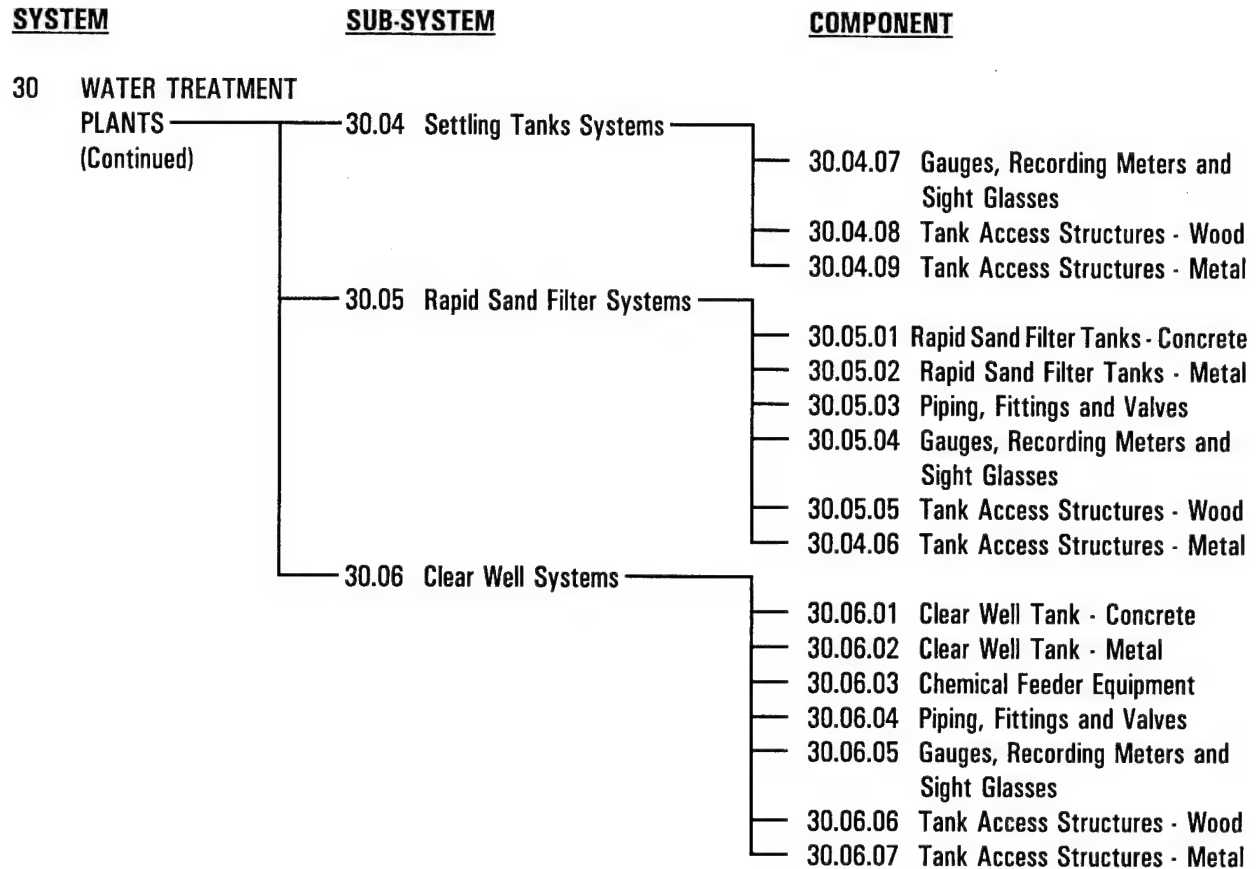 SYSTEM SUB-SYSTEM COMPONENT
30 WATER TREATMENT
PLANTS 30.04 Settling Tanks Systems
(Continued)
30.04.07 Gauges, Recording Meters and
Sight Glasses
30.04.08 Tank Access Structures - Wood
30.04.09 Tank Access Structures - Metal
30.05 Rapid Sand Filter Systems
30.05.01 Rapid Sand Filter Tanks - Concrete
30.05.02 Rapid Sand Filter Tanks - Metal
30.05.03 Piping, Fittings and Valves
30.05.04 Gauges, Recording Meters and
Sight Glasses
30.05.05 Tank Access Structures - Wood
30.04.06 Tank Access Structures - Metal
30.06 Clear Well Systems
30.06.01 Clear Well Tank - Concrete
30.06.02 Clear Well Tank - Metal
30.06.03 Chemical Feeder Equipment
30.06.04 Piping, Fittings and Valves
30.06.05 Gauges, Recording Meters and
Sight Glasses
30.06.06 Tank Access Structures - Wood
30.06.07 Tank Access Structures - Metal